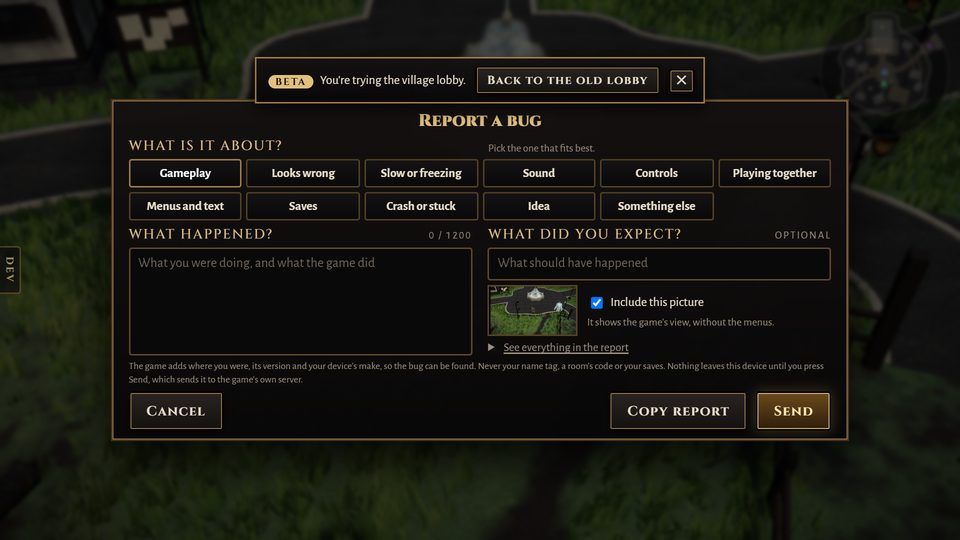 BETA You're trying the village lobby. BACK TO THE OLD LOBBY ✕
REPORT A BUG
WHAT IS IT ABOUT? Pick the one that fits best.
Gameplay Looks wrong Slow or freezing Sound Controls Playing together
Menus and text Saves Crash or stuck Idea Something else
WHAT HAPPENED? 0 / 1200
What you were doing, and what the game did
WHAT DID YOU EXPECT? OPTIONAL
What should have happened
Include this picture
It shows the game's view, without the menus.
See everything in the report
The game adds where you were, its version and your device's make, so the bug can be found. Never your name tag, a room's code or your saves. Nothing leaves this device until you press
Send, which sends it to the game's own server.
CANCEL COPY REPORT SEND
DEV